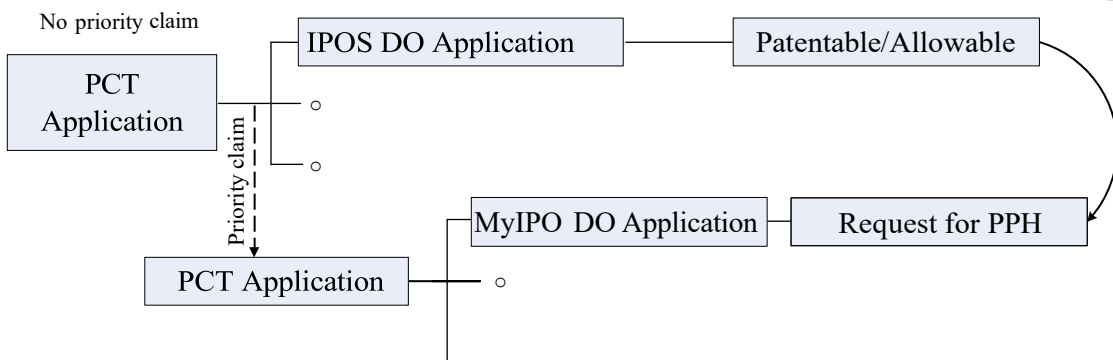 No priority claim
IPOS DO Application
Patentable/Allowable
PCT
Application
Priority claim
MyIPO DO Application
Request for PPH
PCT Application